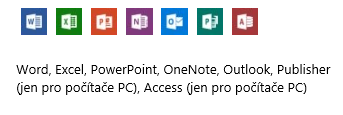 W X P N O P A
Word, Excel, PowerPoint, OneNote, Outlook, Publisher
(jen pro počítače PC), Access (jen pro počítače PC)